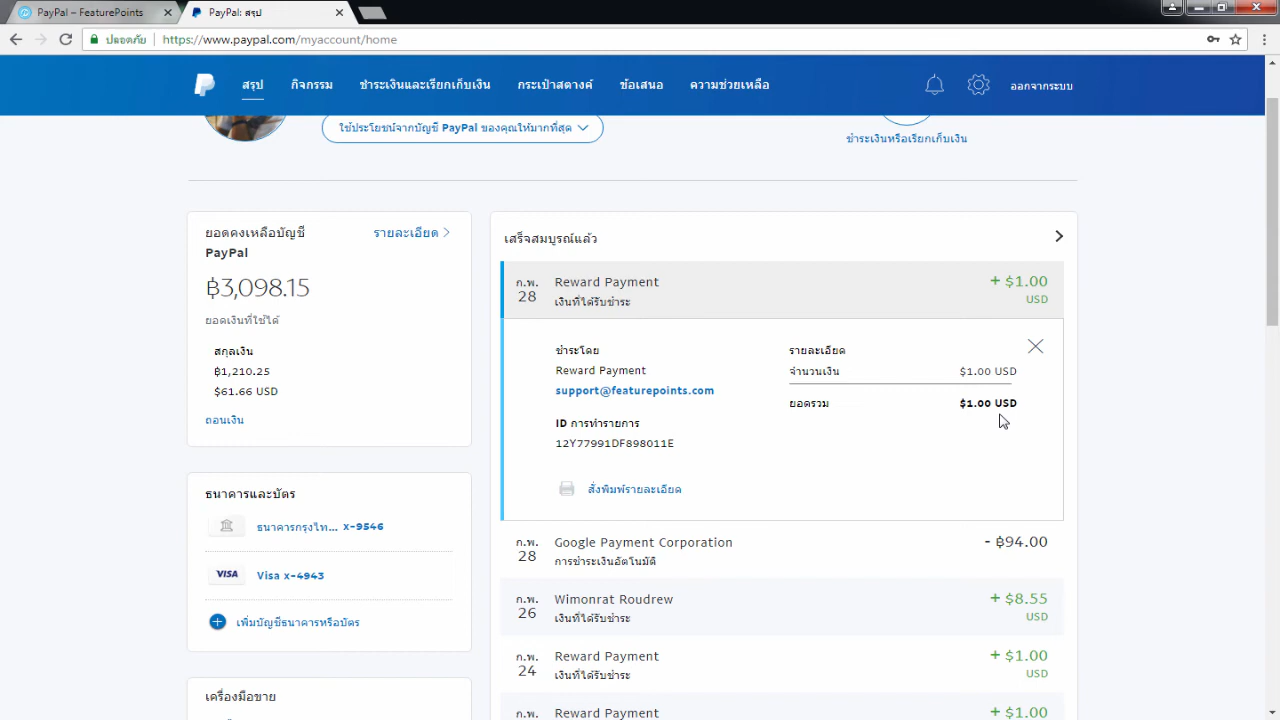 PayPal – FeaturePoints
PayPal: สรุป
ปลอดภัย
https://www.paypal.com/myaccount/home
สรุป
กิจกรรม
ชำระเงินและเรียกเก็บเงิน
กระเป๋าสตางค์
ข้อเสนอ
ความช่วยเหลือ
ออกจากระบบ
ใช้ประโยชน์จากบัญชี PayPal ของคุณให้มากที่สุด
ชำระเงินหรือเรียกเก็บเงิน
ยอดคงเหลือบัญชี
PayPal
รายละเอียด
฿3,098.15
ยอดเงินที่ใช้ได้
สกุลเงิน
฿1,210.25
$61.66 USD
ถอนเงิน
ธนาคารและบัตร
ธนาคารกรุงไทย... x-9546
VISA
Visa x-4943
เพิ่มบัญชีธนาคารหรือบัตร
เครื่องมือขาย
เสร็จสมบูรณ์แล้ว
ก.พ.
28
Reward Payment
เงินที่ได้รับชำระ
+ $1.00
USD
ชำระโดย
Reward Payment
support@featurepoints.com
ID การทำรายการ
12Y77991DF898011E
สั่งพิมพ์รายละเอียด
รายละเอียด
จำนวนเงิน
$1.00 USD
ยอดรวม
$1.00 USD
ก.พ.
28
Google Payment Corporation
การชำระเงินอัตโนมัติ
- ฿94.00
ก.พ.
26
Wimonrat Roudrew
เงินที่ได้รับชำระ
+ $8.55
USD
ก.พ.
24
Reward Payment
เงินที่ได้รับชำระ
+ $1.00
USD
ก.พ.
Reward Payment
+ $1.00